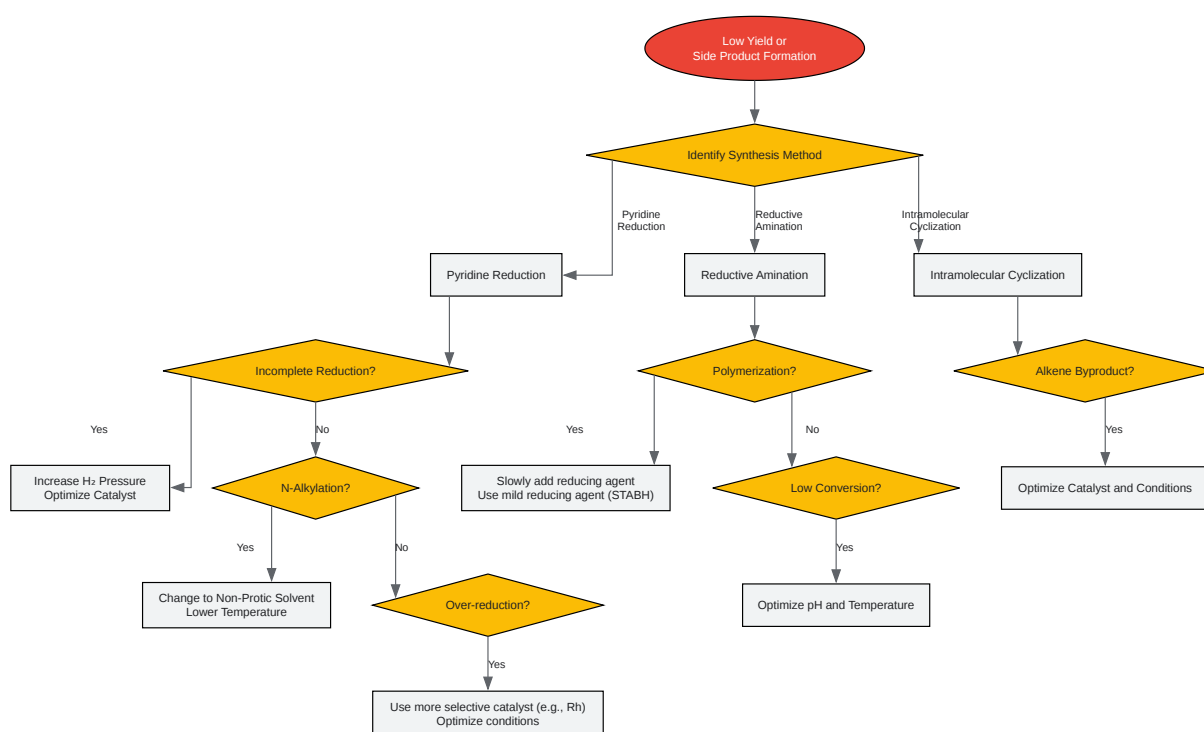 Low Yield or
Side Product Formation
Identify Synthesis Method
Pyridine
Reduction
Reductive
Amination
Intramolecular
Cyclization
Pyridine Reduction
Reductive Amination
Intramolecular Cyclization
Incomplete Reduction?
Polymerization?
Alkene Byproduct?
Yes
No
Yes
No
Yes
Increase H₂ Pressure
Optimize Catalyst
N-Alkylation?
Slowly add reducing agent
Use mild reducing agent (STABH)
Low Conversion?
Optimize Catalyst and Conditions
Yes
No
Yes
Change to Non-Protic Solvent
Lower Temperature
Over-reduction?
Optimize pH and Temperature
Yes
Use more selective catalyst (e.g., Rh)
Optimize conditions